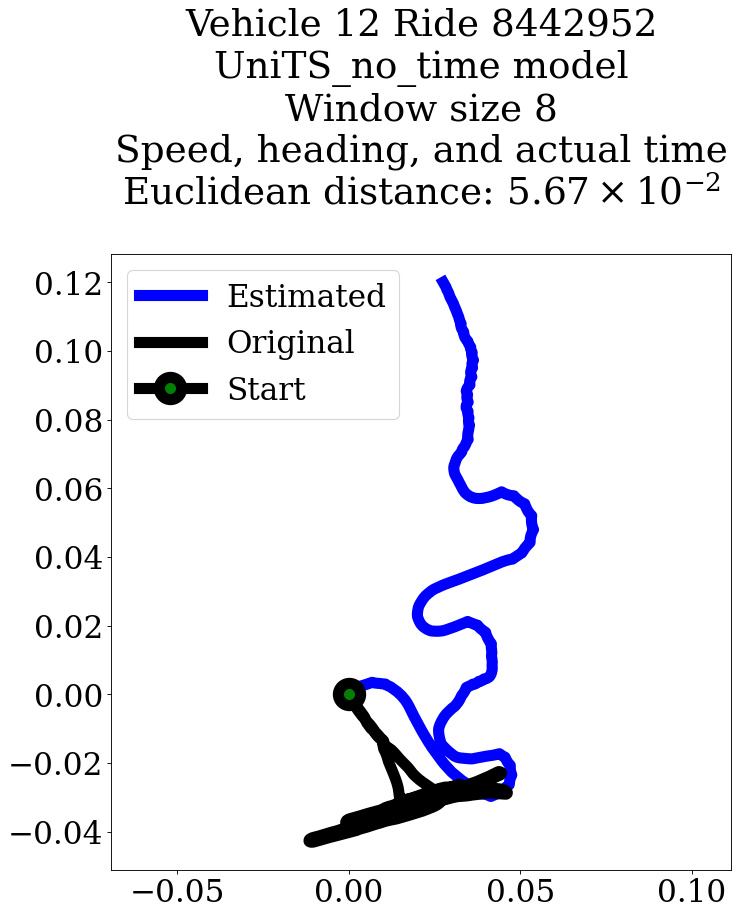 Vehicle 12 Ride 8442952
UniTS_no_time model
Window size 8
Speed, heading, and actual time
Euclidean distance: 5.67 × 10⁻²
Estimated
Original
Start
0.12
0.10
0.08
0.06
0.04
0.02
0.00
−0.02
−0.04
−0.05 0.00 0.05 0.10